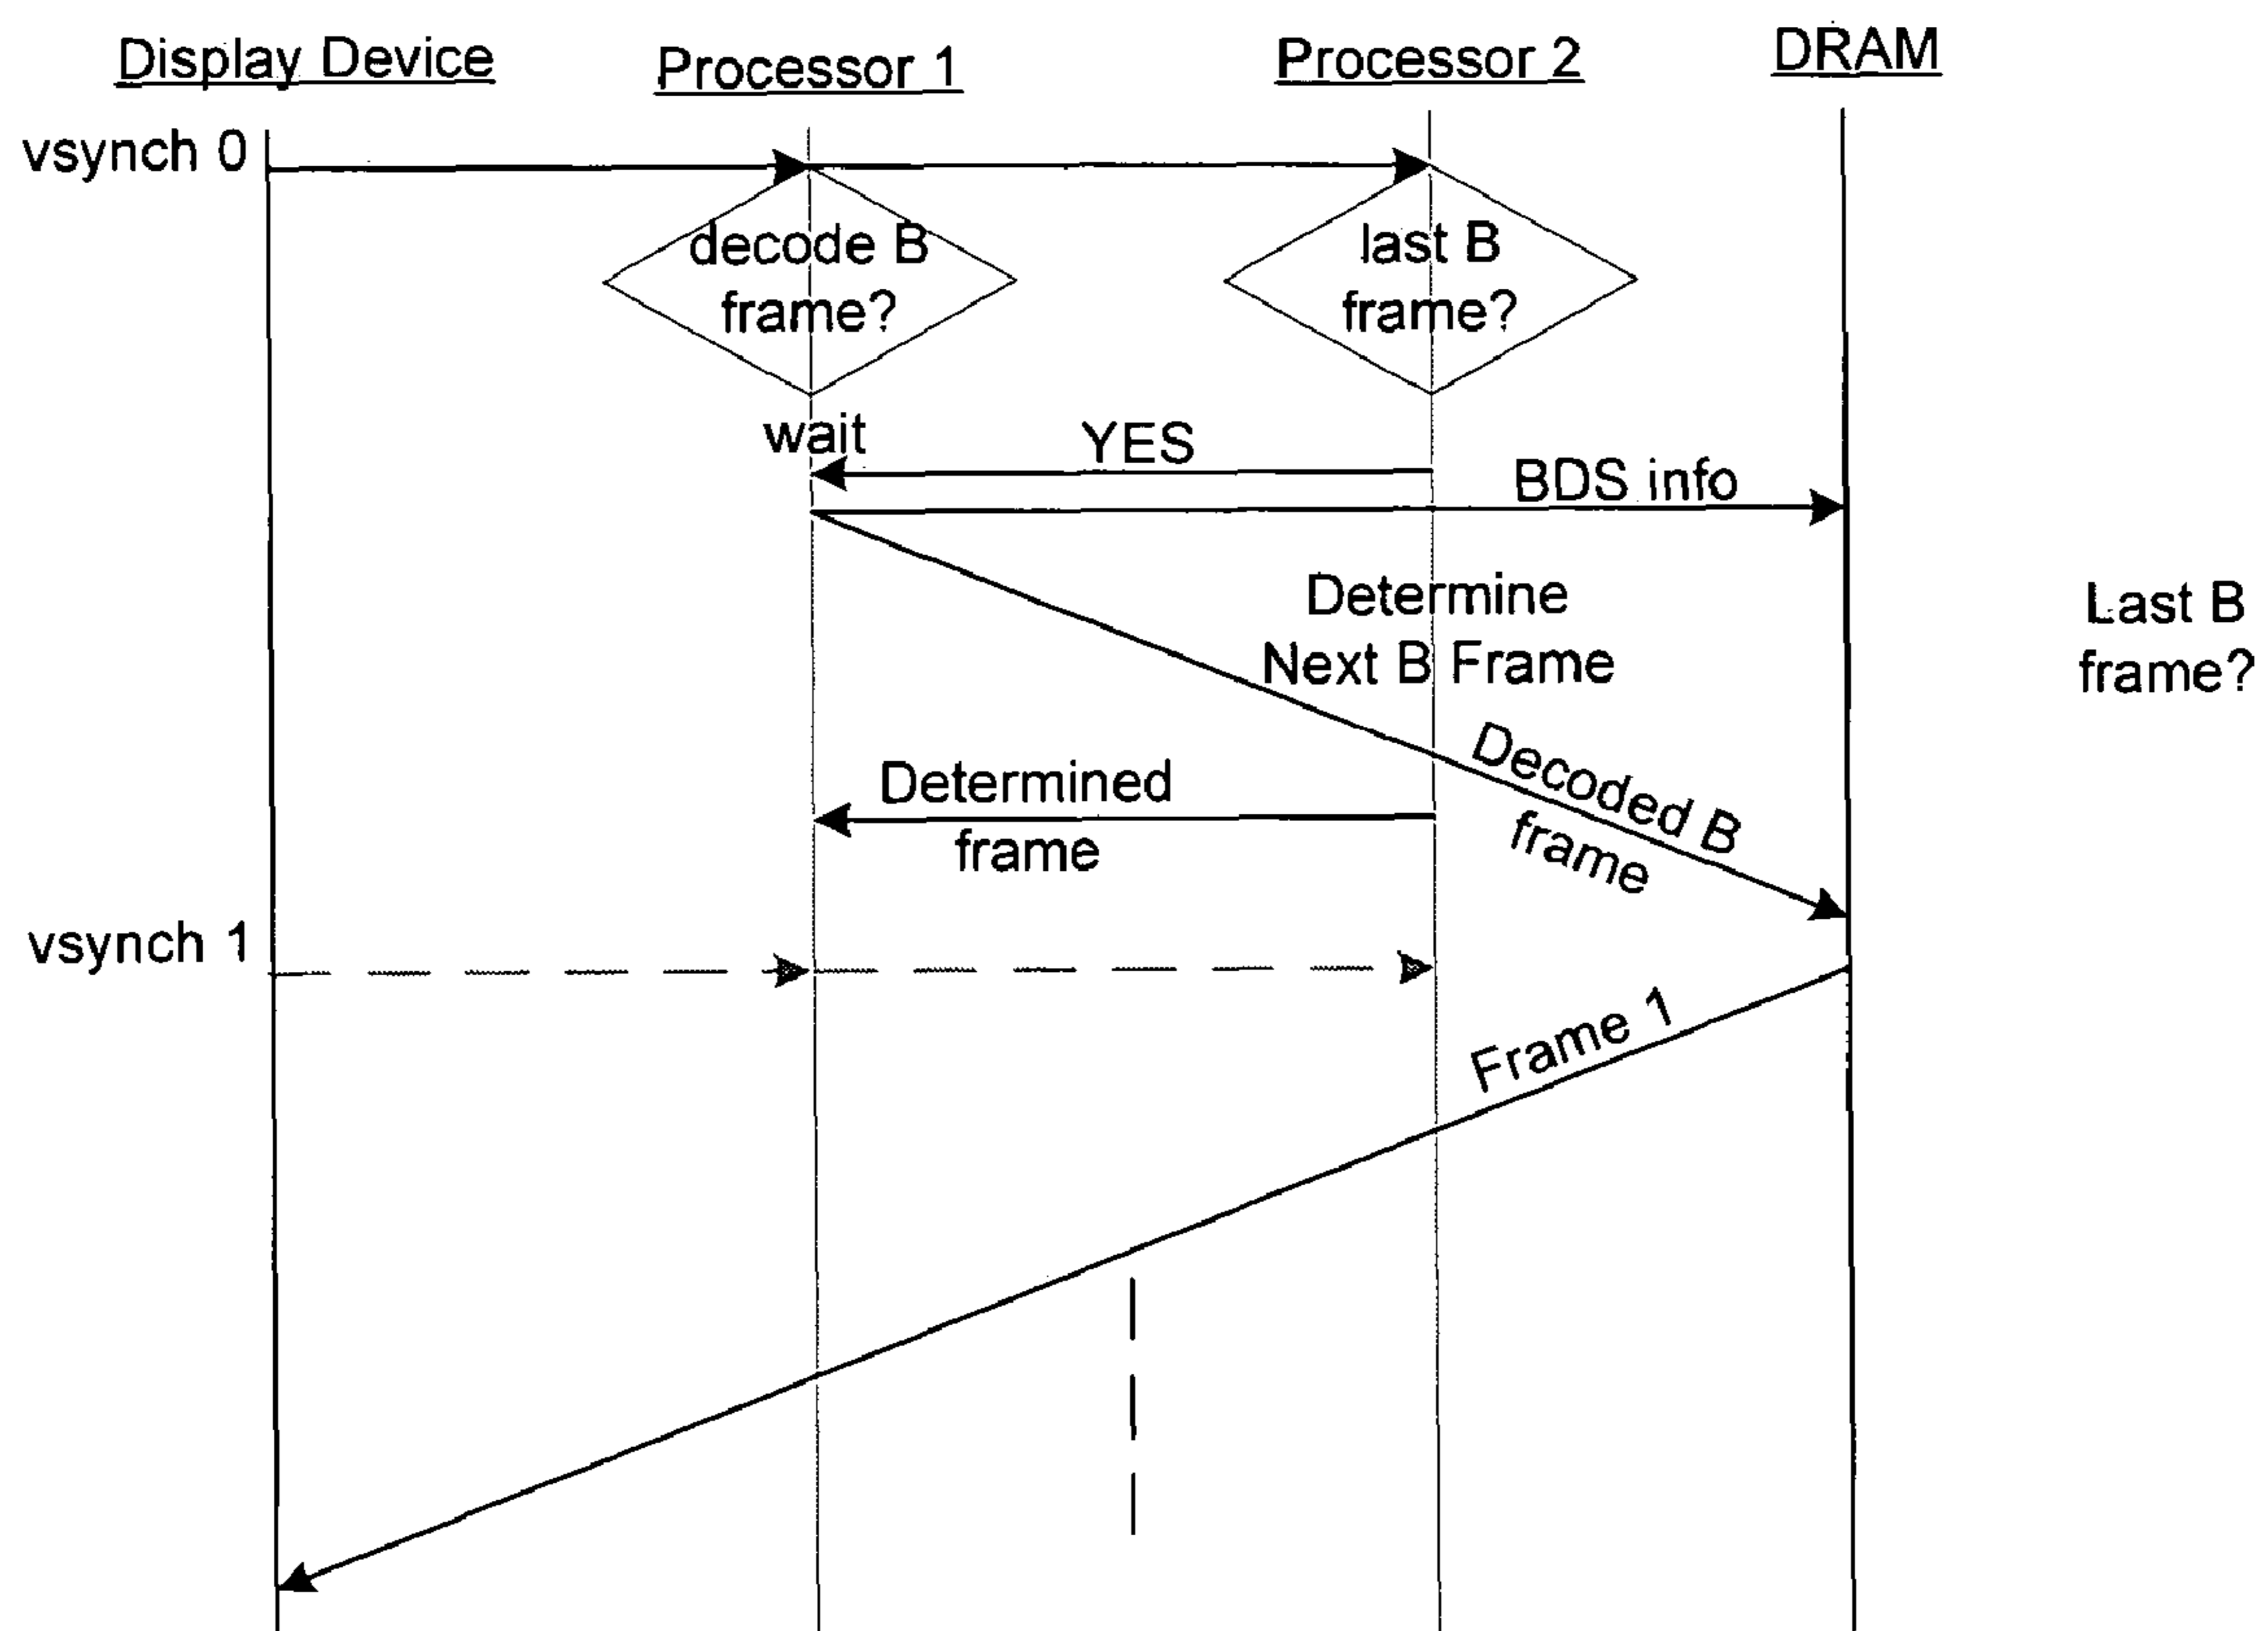 Display Device
Processor 1
Processor 2
DRAM
vsynch 0
decode B
frame?
last B
frame?
wait
YES
BDS info
Determine
Next B Frame
Last B
frame?
Decoded B
frame
Determined
frame
vsynch 1
Frame 1